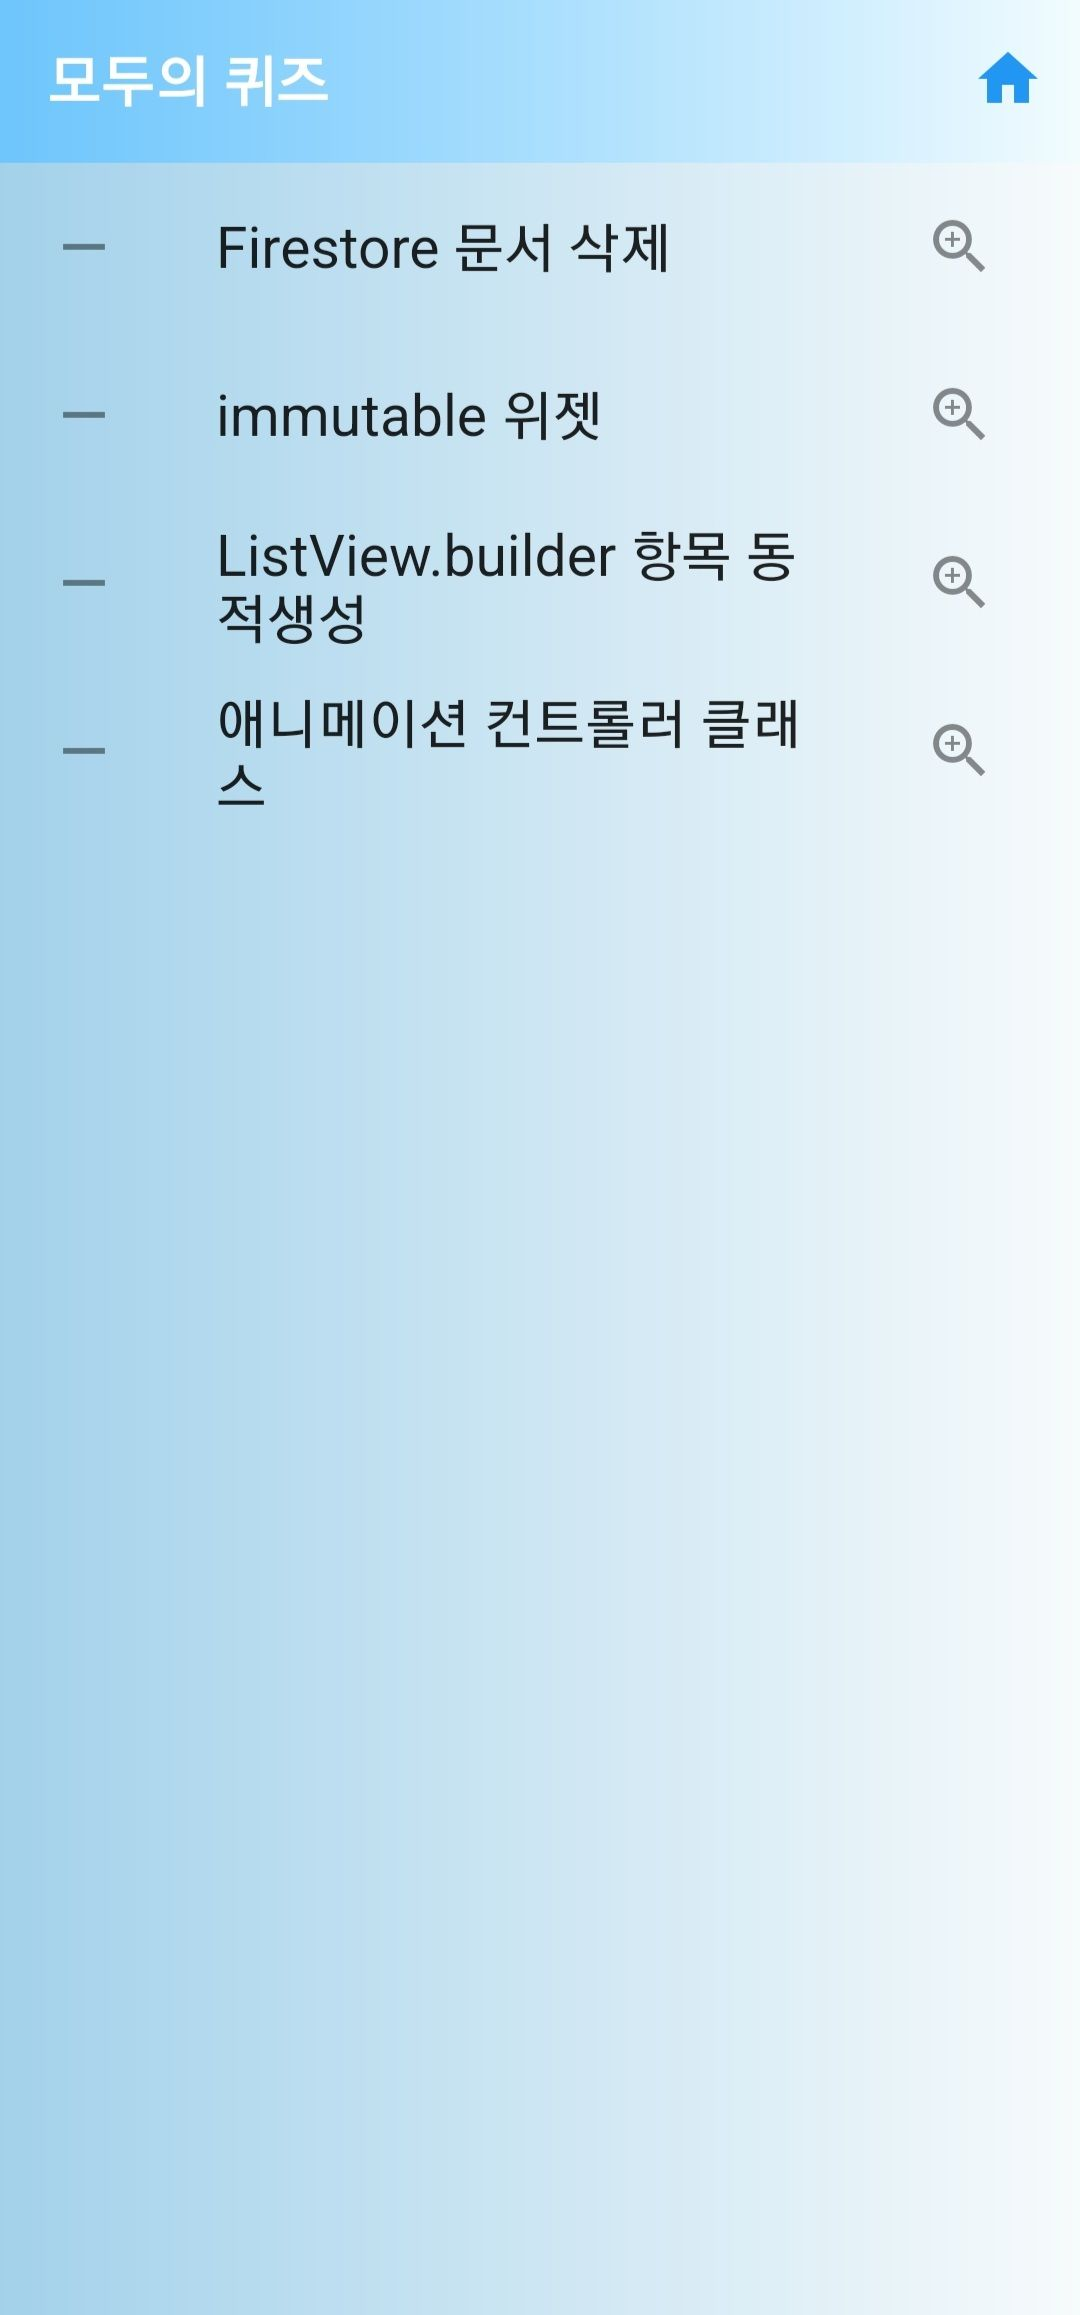 모두의 퀴즈
Firestore 문서 삭제
immutable 위젯
ListView.builder 항목 동
적생성
애니메이션 컨트롤러 클래
스